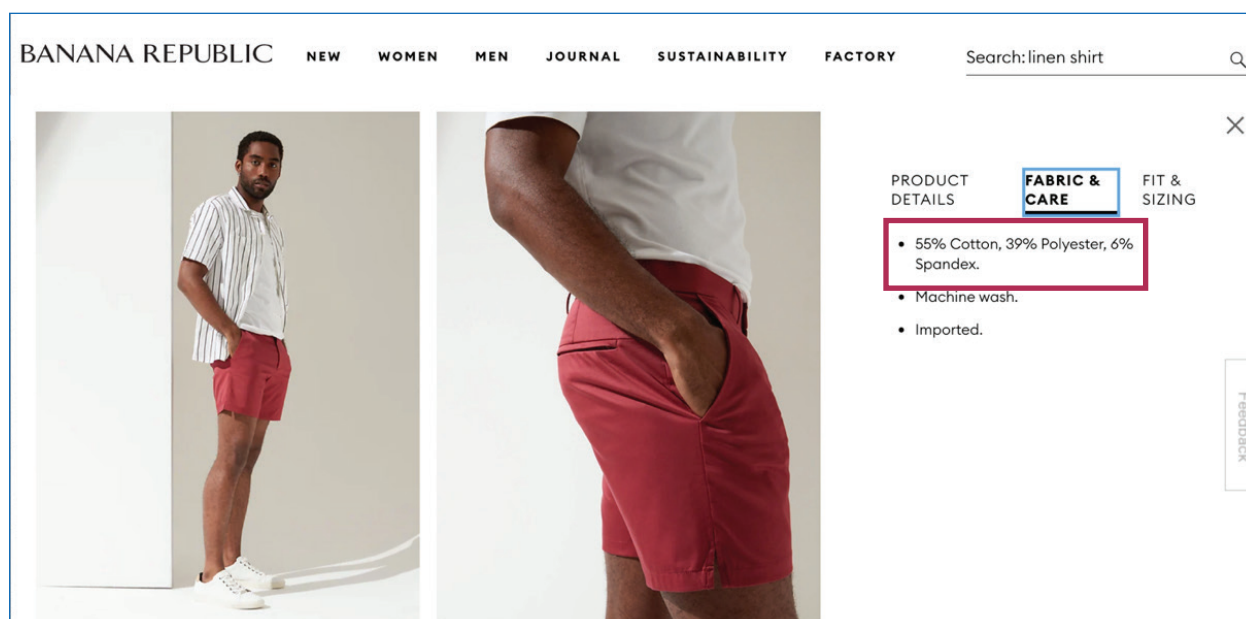 BANANA REPUBLIC NEW WOMEN MEN JOURNAL SUSTAINABILITY FACTORY Search: linen shirt
PRODUCT DETAILS
FABRIC & CARE
FIT & SIZING
• 55% Cotton, 39% Polyester, 6%
Spandex.
• Machine wash.
• Imported.
Feedback